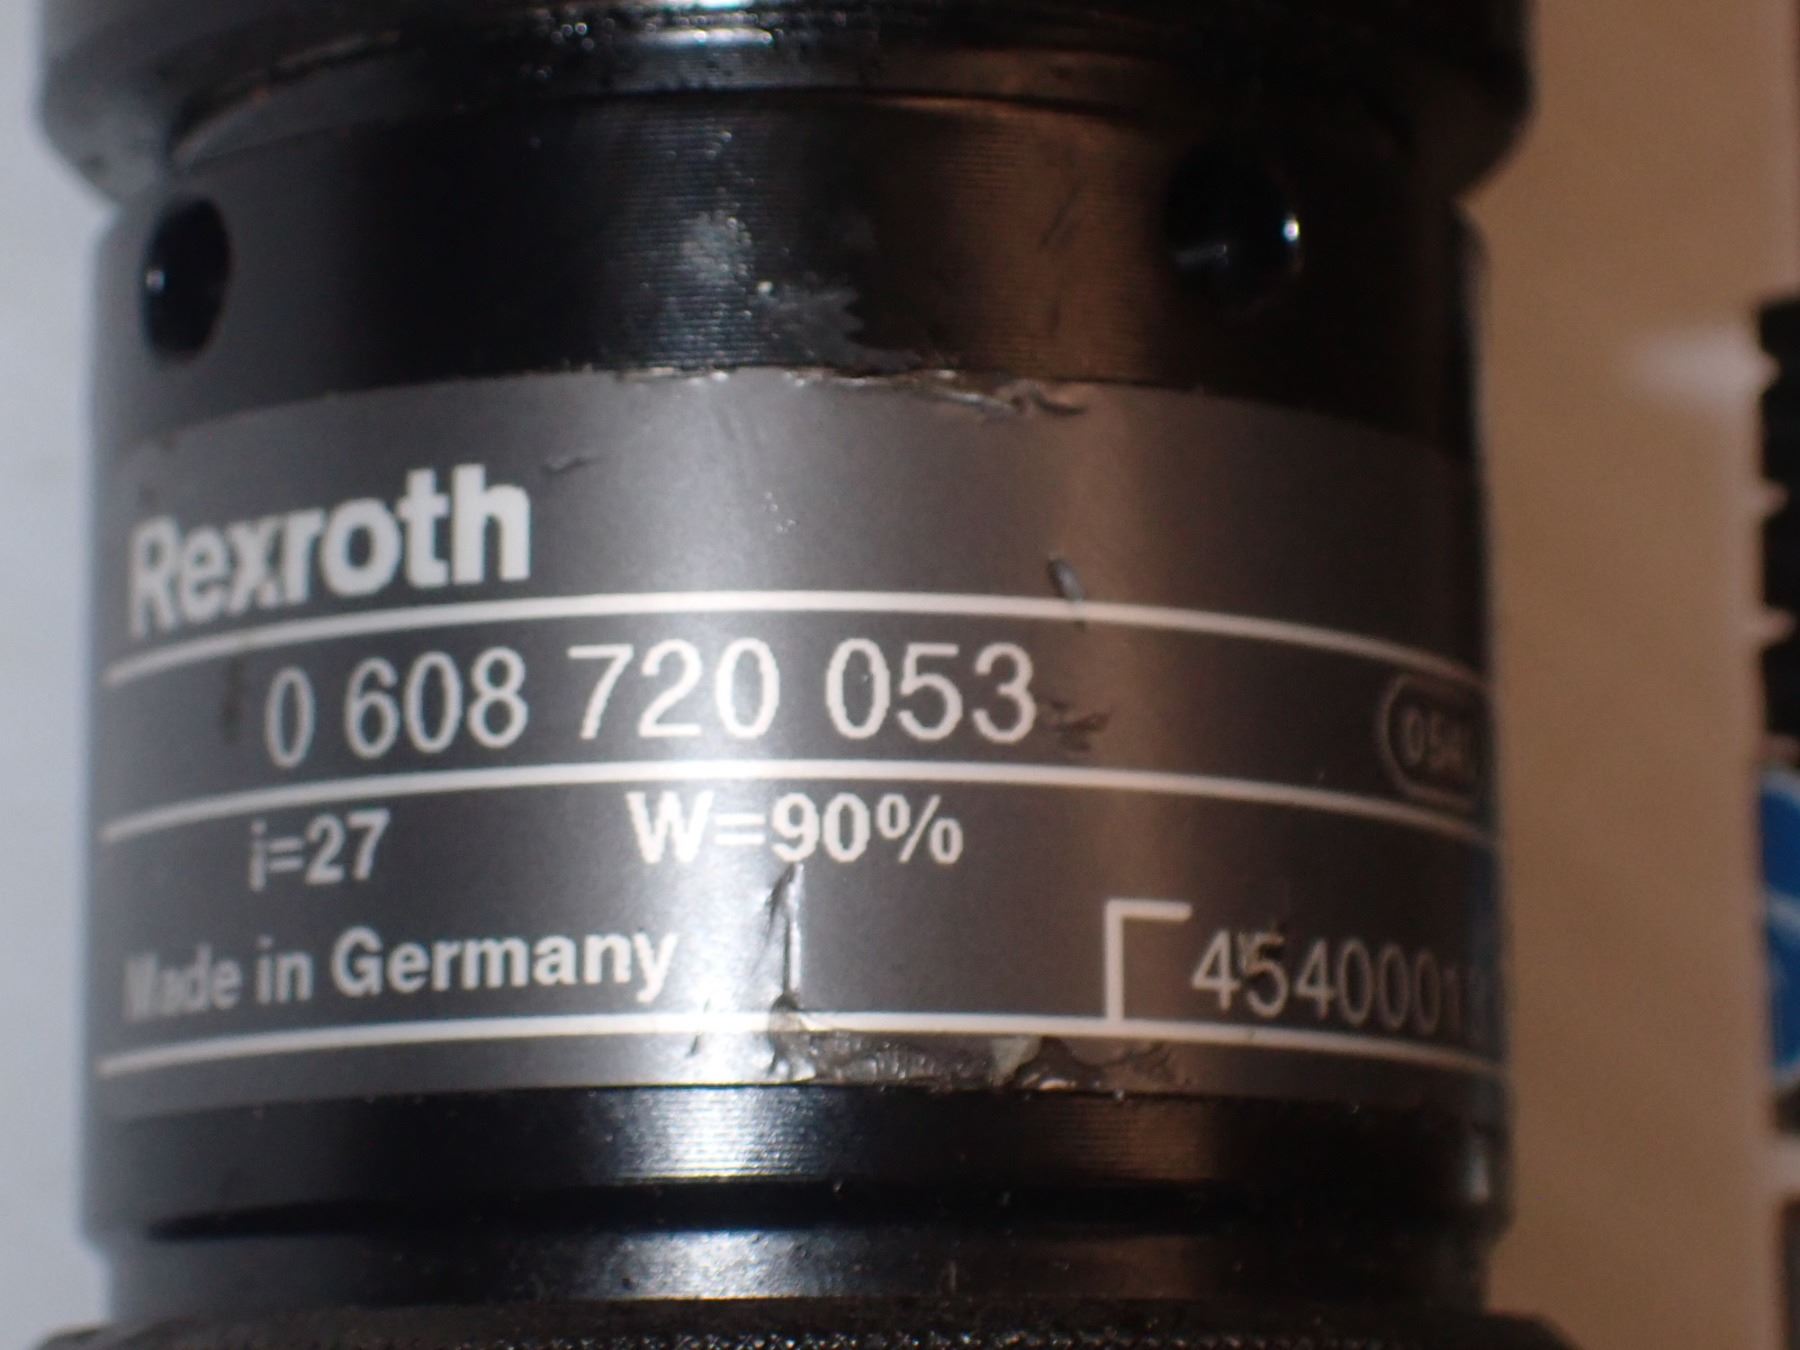 Rexroth
0 608 720 053
i=27 W=90%
Made in Germany